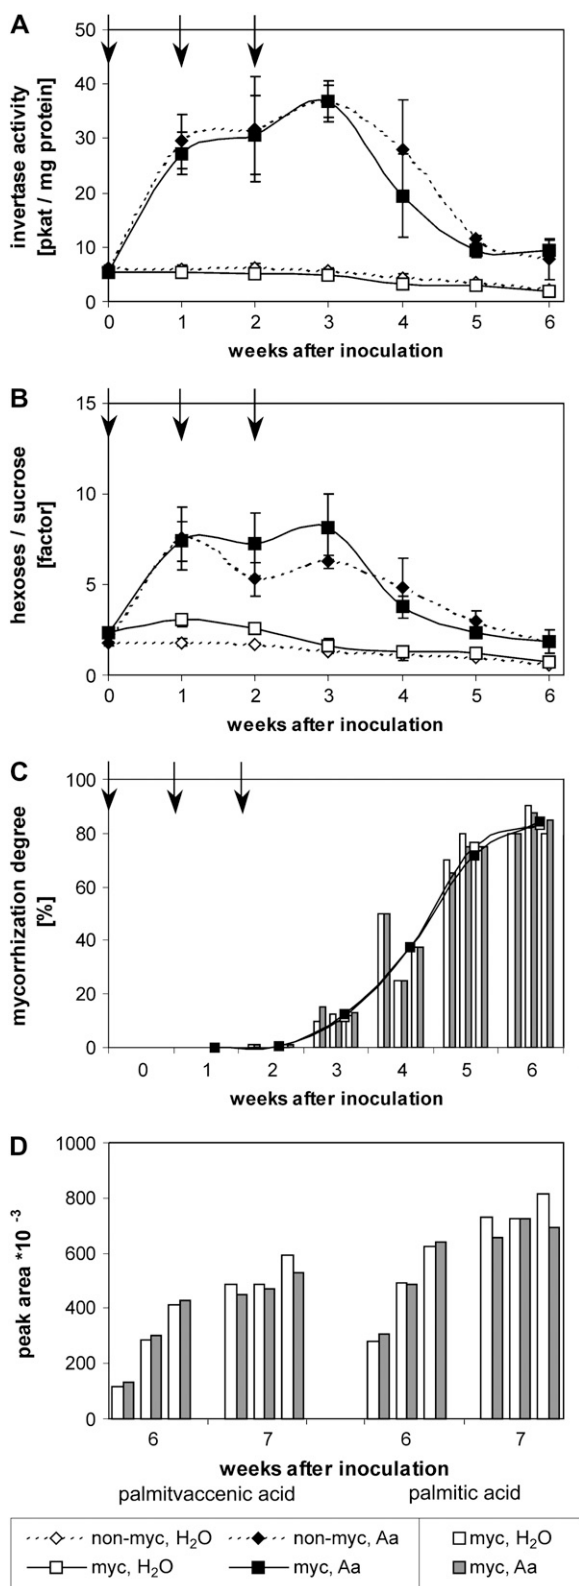 A
50
40
30
20
10
0
invertase activity
[pkat / mg protein]
0 1 2 3 4 5 6
weeks after inoculation
B
15
10
5
0
hexoses / sucrose
[factor]
0 1 2 3 4 5 6
weeks after inoculation
C
100
80
60
40
20
0
mycorrhization degree
[%]
0 1 2 3 4 5 6
weeks after inoculation
D
1000
800
600
400
200
0
peak area *10 -3
6 7 6 7
weeks after inoculation
palmitvaccenic acid palmitic acid
non-myc, H2O non-myc, Aa myc, H2O
myc, H2O myc, Aa myc, Aa